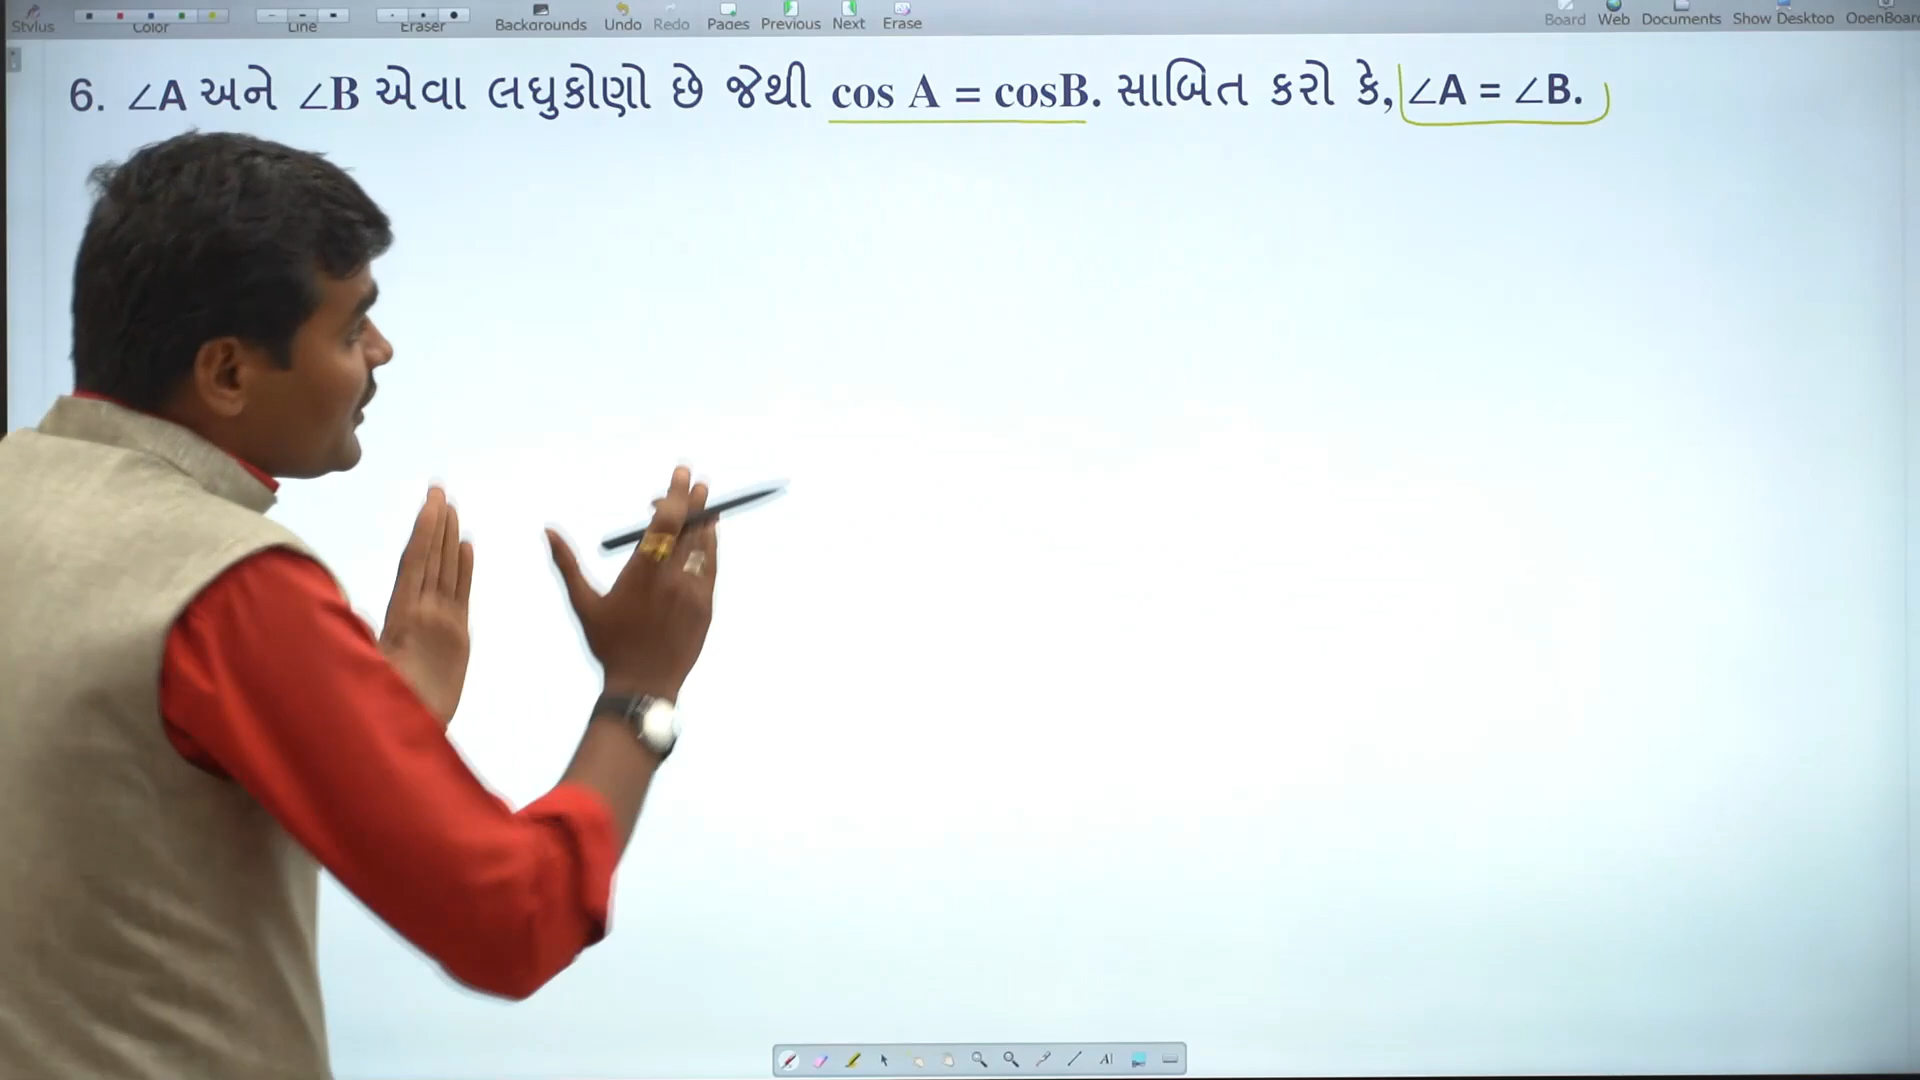 Stylus Color Line Eraser Backgrounds Undo Redo Pages Previous Next Erase Board Web Documents Show Desktop OpenBoard
6. ∠A અને ∠B એવા લઘુકોણો છે જેથી cos A = cosB. સાબિત કરો કે, ∠A = ∠B.